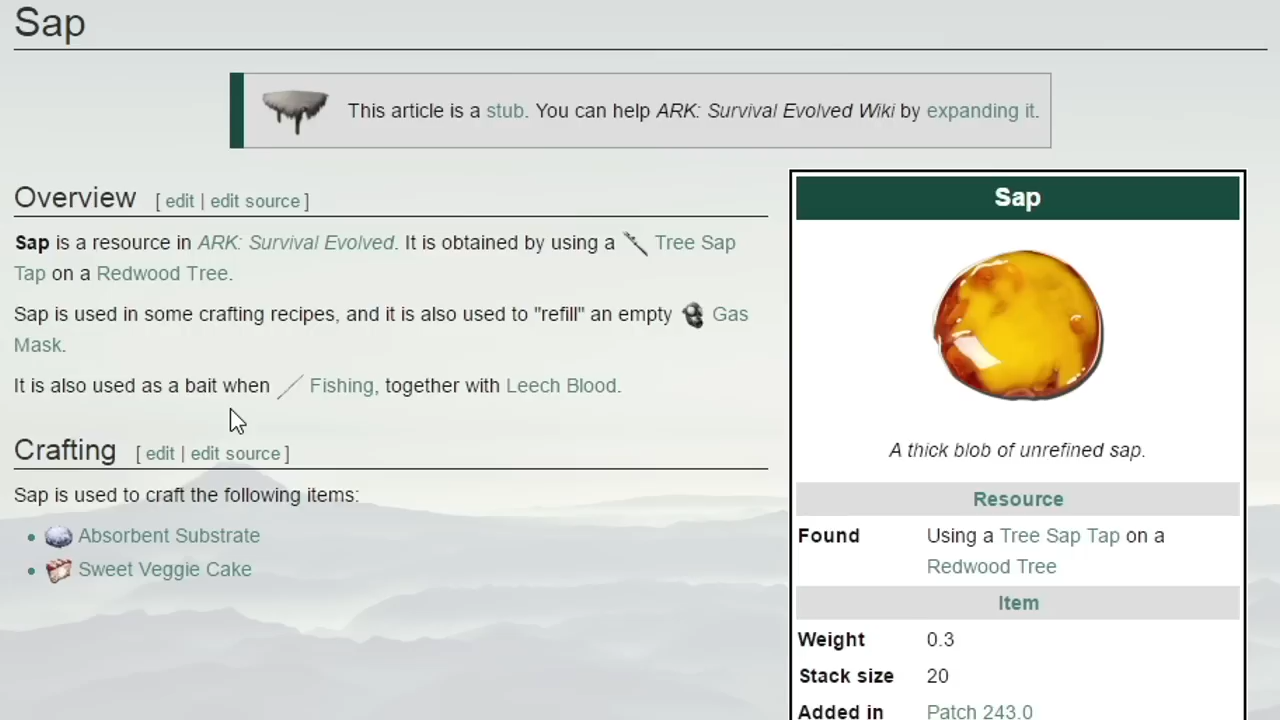 Sap
This article is a stub. You can help ARK: Survival Evolved Wiki by expanding it.
Overview [ edit | edit source ]
Sap is a resource in ARK: Survival Evolved. It is obtained by using a Tree Sap
Tap on a Redwood Tree.
Sap is used in some crafting recipes, and it is also used to "refill" an empty Gas
Mask.
It is also used as a bait when Fishing, together with Leech Blood.
Crafting [ edit | edit source ]
Sap is used to craft the following items:
• Absorbent Substrate
• Sweet Veggie Cake
Sap
A thick blob of unrefined sap.
Resource
Found Using a Tree Sap Tap on a
Redwood Tree
Item
Weight 0.3
Stack size 20
Added in Patch 243.0